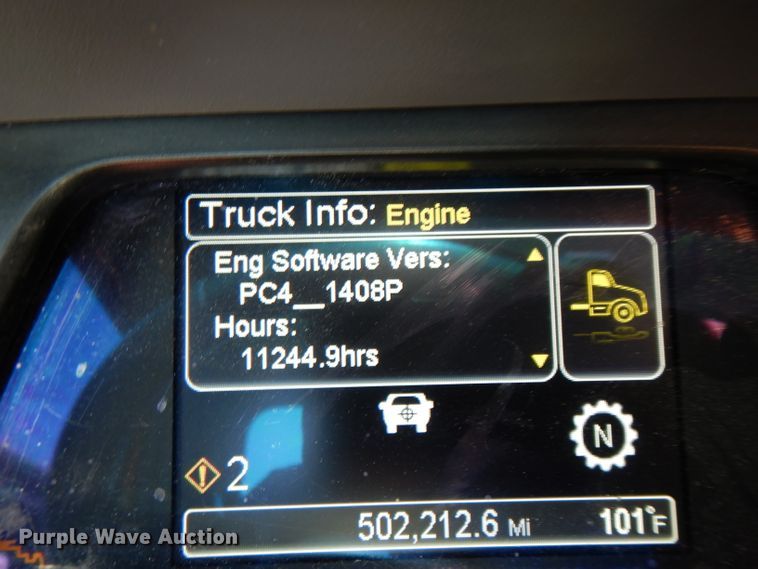 Truck Info: Engine
Eng Software Vers:
PC4__1408P
Hours:
11244.9hrs
N
2
502,212.6 Mi 101°F
Purple Wave Auction